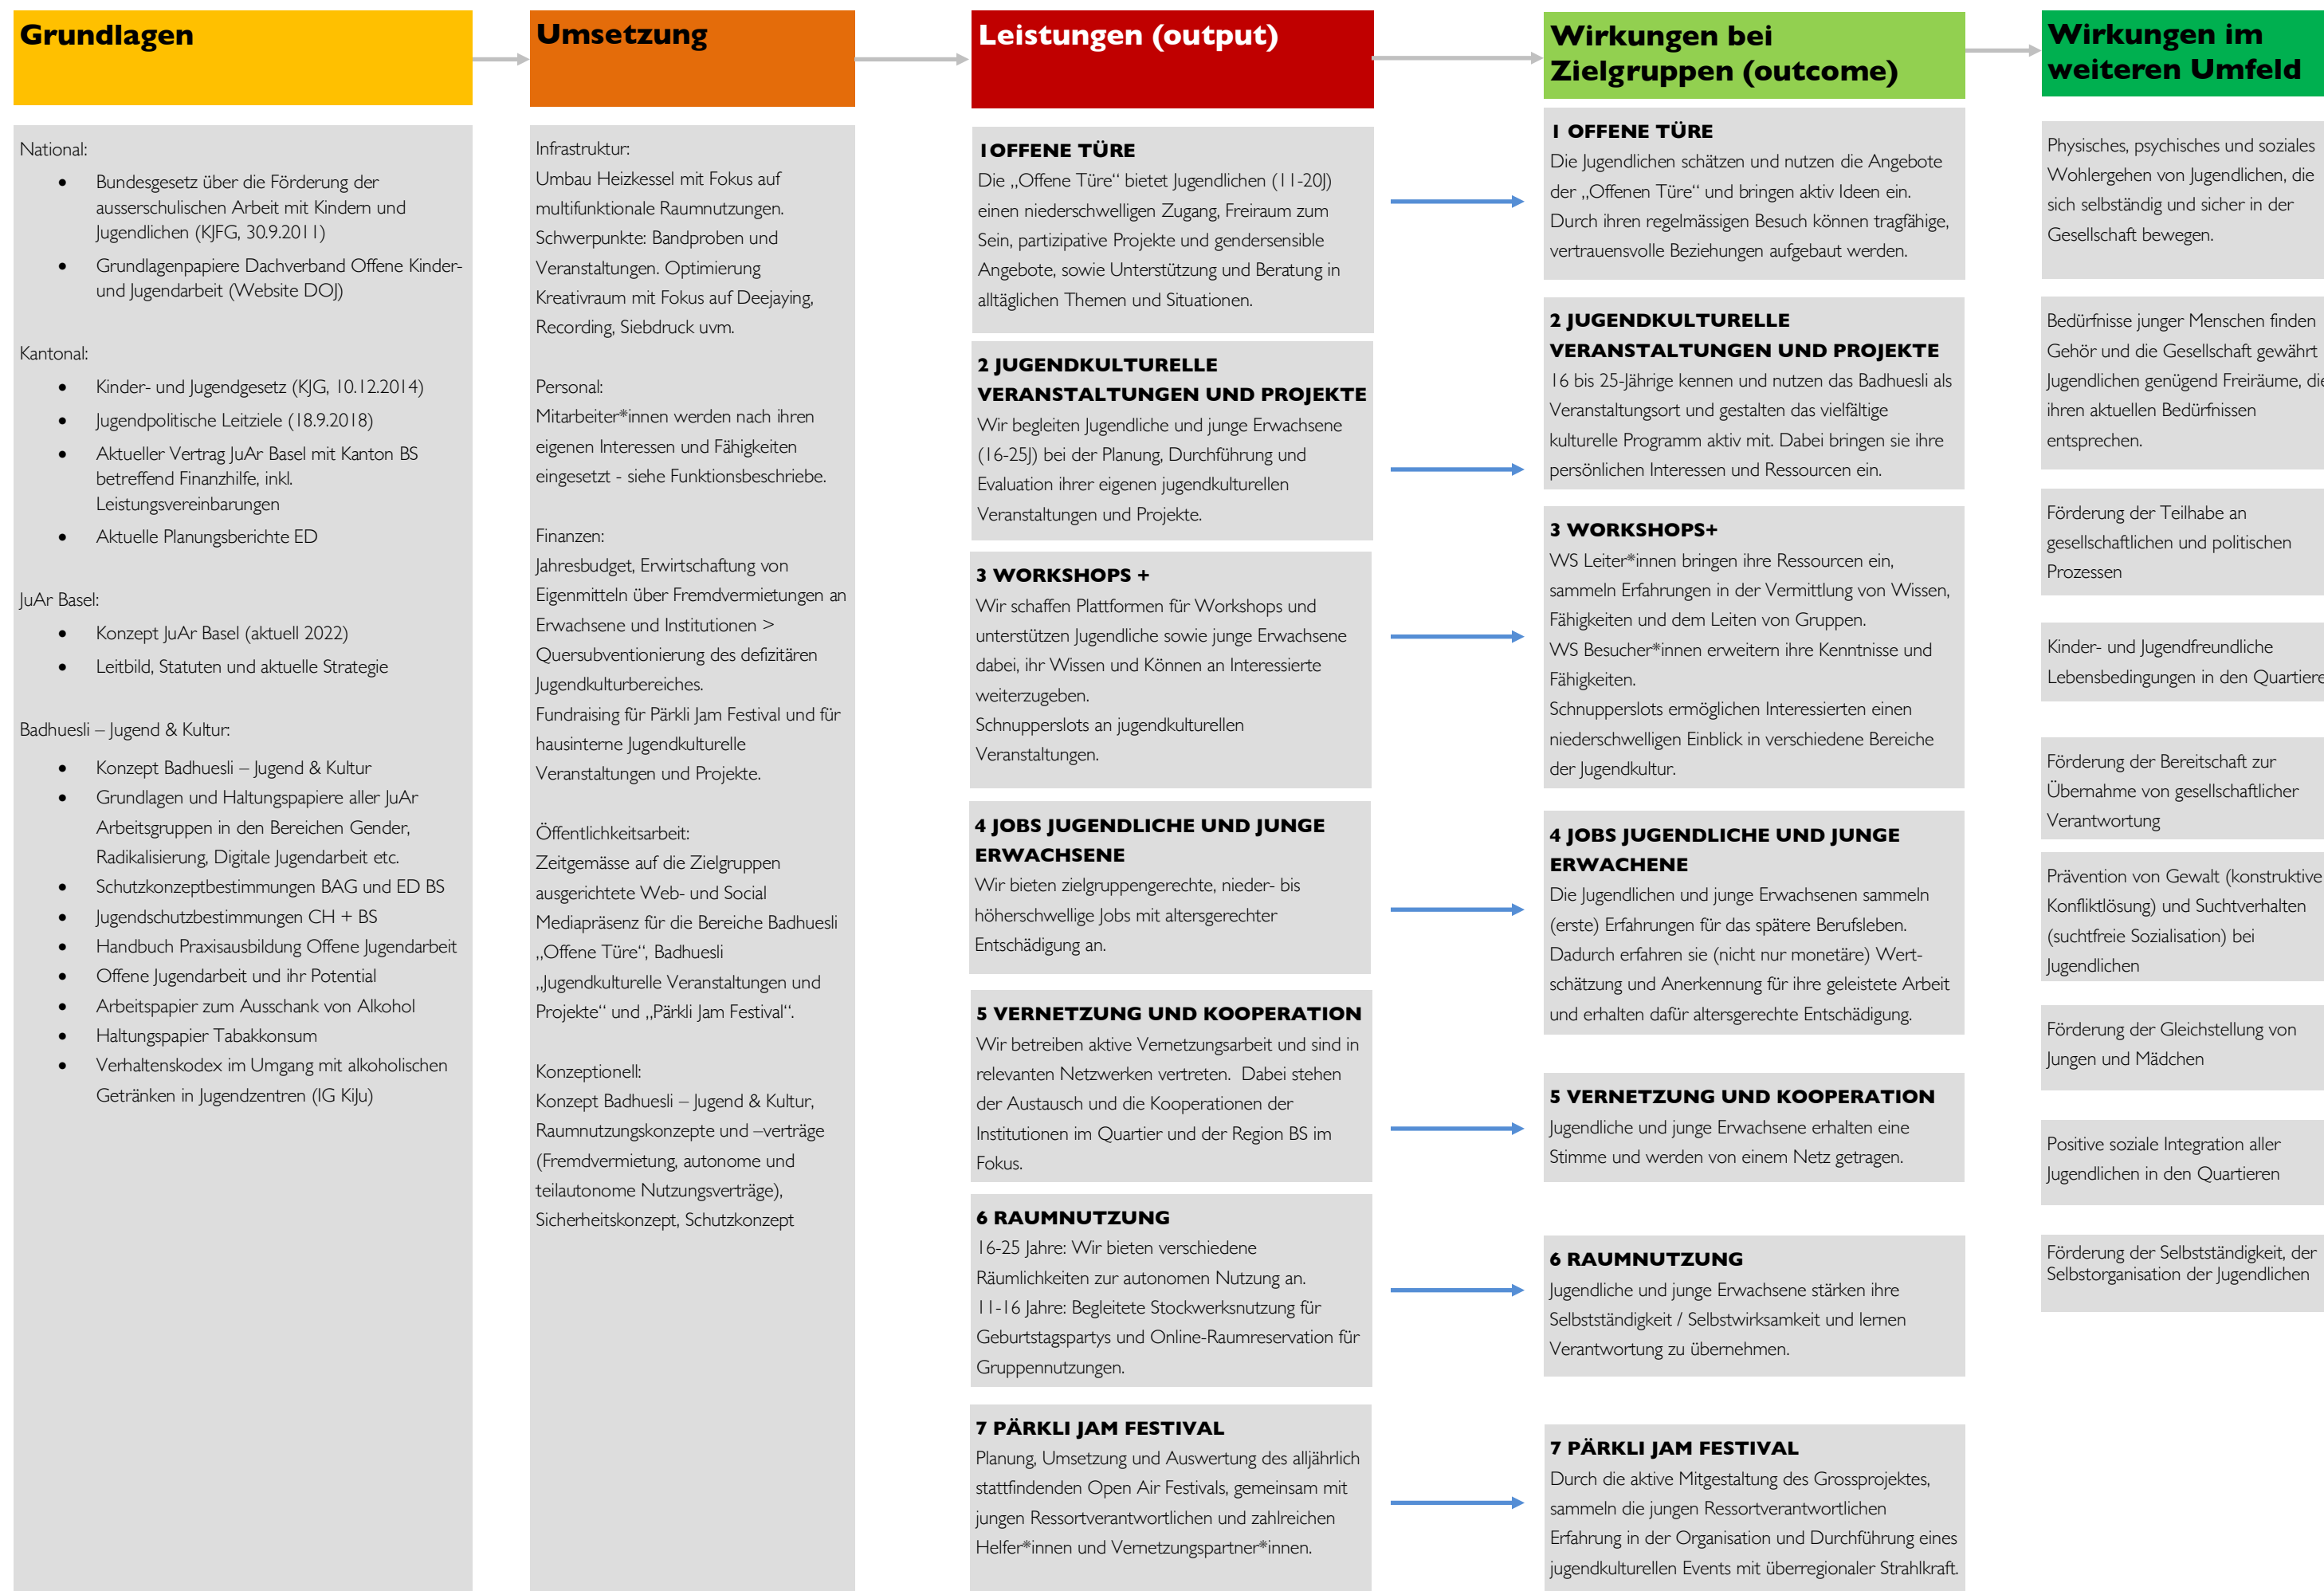 Grundlagen
National:
• Bundesgesetz über die Förderung der
ausserschulischen Arbeit mit Kindern und
Jugendlichen (KJFG, 30.9.2011)
• Grundlagenpapiere Dachverband Offene Kinder-
und Jugendarbeit (Website DOJ)
Kantonal:
• Kinder- und Jugendgesetz (KJG, 10.12.2014)
• Jugendpolitische Leitziele (18.9.2018)
• Aktueller Vertrag JuAr Basel mit Kanton BS
betreffend Finanzhilfe, inkl.
Leistungsvereinbarungen
• Aktuelle Planungsberichte ED
JuAr Basel:
• Konzept JuAr Basel (aktuell 2022)
• Leitbild, Statuten und aktuelle Strategie
Badhuesli – Jugend & Kultur:
• Konzept Badhuesli – Jugend & Kultur
• Grundlagen und Haltungspapiere aller JuAr
Arbeitsgruppen in den Bereichen Gender,
Radikalisierung, Digitale Jugendarbeit etc.
• Schutzkonzeptbestimmungen BAG und ED BS
• Jugendschutzbestimmungen CH + BS
• Handbuch Praxisausbildung Offene Jugendarbeit
• Offene Jugendarbeit und ihr Potential
• Arbeitspapier zum Ausschank von Alkohol
• Haltungspapier Tabakkonsum
• Verhaltenskodex im Umgang mit alkoholischen
Getränken in Jugendzentren (IG KiJu)
Umsetzung
Infrastruktur:
Umbau Heizkessel mit Fokus auf
multifunktionale Raumnutzungen.
Schwerpunkte: Bandproben und
Veranstaltungen. Optimierung
Kreativraum mit Fokus auf Deejaying,
Recording, Siebdruck uvm.
Personal:
Mitarbeiter*innen werden nach ihren
eigenen Interessen und Fähigkeiten
eingesetzt - siehe Funktionsbeschriebe.
Finanzen:
Jahresbudget, Erwirtschaftung von
Eigenmitteln über Fremdvermietungen an
Erwachsene und Institutionen >
Quersubventionierung des defizitären
Jugendkulturbereiches.
Fundraising für Pärkli Jam Festival und für
hausinterne Jugendkulturelle
Veranstaltungen und Projekte.
Öffentlichkeitsarbeit:
Zeitgemässe auf die Zielgruppen
ausgerichtete Web- und Social
Mediapräsenz für die Bereiche Badhuesli
„Offene Türe“, Badhuesli
„Jugendkulturelle Veranstaltungen und
Projekte“ und „Pärkli Jam Festival“.
Konzeptionell:
Konzept Badhuesli – Jugend & Kultur,
Raumnutzungskonzepte und –verträge
(Fremdvermietung, autonome und
teilautonome Nutzungsverträge),
Sicherheitskonzept, Schutzkonzept
Leistungen (output)
1OFFENE TÜRE
Die „Offene Türe“ bietet Jugendlichen (11-20J)
einen niederschwelligen Zugang, Freiraum zum
Sein, partizipative Projekte und gendersensible
Angebote, sowie Unterstützung und Beratung in
alltäglichen Themen und Situationen.
2 JUGENDKULTURELLE
VERANSTALTUNGEN UND PROJEKTE
Wir begleiten Jugendliche und junge Erwachsene
(16-25J) bei der Planung, Durchführung und
Evaluation ihrer eigenen jugendkulturellen
Veranstaltungen und Projekte.
3 WORKSHOPS +
Wir schaffen Plattformen für Workshops und
unterstützen Jugendliche sowie junge Erwachsene
dabei, ihr Wissen und Können an Interessierte
weiterzugeben.
Schnupperslots an jugendkulturellen
Veranstaltungen.
4 JOBS JUGENDLICHE UND JUNGE
ERWACHSENE
Wir bieten zielgruppengerechte, nieder- bis
höherschwellige Jobs mit altersgerechter
Entschädigung an.
5 VERNETZUNG UND KOOPERATION
Wir betreiben aktive Vernetzungsarbeit und sind in
relevanten Netzwerken vertreten. Dabei stehen
der Austausch und die Kooperationen der
Institutionen im Quartier und der Region BS im
Fokus.
6 RAUMNUTZUNG
16-25 Jahre: Wir bieten verschiedene
Räumlichkeiten zur autonomen Nutzung an.
11-16 Jahre: Begleitete Stockwerksnutzung für
Geburtstagspartys und Online-Raumreservation für
Gruppennutzungen.
7 PÄRKLI JAM FESTIVAL
Planung, Umsetzung und Auswertung des alljährlich
stattfindenden Open Air Festivals, gemeinsam mit
jungen Ressortverantwortlichen und zahlreichen
Helfer*innen und Vernetzungspartner*innen.
Wirkungen bei
Zielgruppen (outcome)
1 OFFENE TÜRE
Die Jugendlichen schätzen und nutzen die Angebote
der „Offenen Türe“ und bringen aktiv Ideen ein.
Durch ihren regelmässigen Besuch können tragfähige,
vertrauensvolle Beziehungen aufgebaut werden.
2 JUGENDKULTURELLE
VERANSTALTUNGEN UND PROJEKTE
16 bis 25-Jährige kennen und nutzen das Badhuesli als
Veranstaltungsort und gestalten das vielfältige
kulturelle Programm aktiv mit. Dabei bringen sie ihre
persönlichen Interessen und Ressourcen ein.
3 WORKSHOPS+
WS Leiter*innen bringen ihre Ressourcen ein,
sammeln Erfahrungen in der Vermittlung von Wissen,
Fähigkeiten und dem Leiten von Gruppen.
WS Besucher*innen erweitern ihre Kenntnisse und
Fähigkeiten.
Schnupperslots ermöglichen Interessierten einen
niederschwelligen Einblick in verschiedene Bereiche
der Jugendkultur.
4 JOBS JUGENDLICHE UND JUNGE
ERWACHENE
Die Jugendlichen und junge Erwachsenen sammeln
(erste) Erfahrungen für das spätere Berufsleben.
Dadurch erfahren sie (nicht nur monetäre) Wert-
schätzung und Anerkennung für ihre geleistete Arbeit
und erhalten dafür altersgerechte Entschädigung.
5 VERNETZUNG UND KOOPERATION
Jugendliche und junge Erwachsene erhalten eine
Stimme und werden von einem Netz getragen.
6 RAUMNUTZUNG
Jugendliche und junge Erwachsene stärken ihre
Selbstständigkeit / Selbstwirksamkeit und lernen
Verantwortung zu übernehmen.
7 PÄRKLI JAM FESTIVAL
Durch die aktive Mitgestaltung des Grossprojektes,
sammeln die jungen Ressortverantwortlichen
Erfahrung in der Organisation und Durchführung eines
jugendkulturellen Events mit überregionaler Strahlkraft.
Wirkungen im
weiteren Umfeld
Physisches, psychisches und soziales
Wohlergehen von Jugendlichen, die
sich selbständig und sicher in der
Gesellschaft bewegen.
Bedürfnisse junger Menschen finden
Gehör und die Gesellschaft gewährt
Jugendlichen genügend Freiräume, die
ihren aktuellen Bedürfnissen
entsprechen.
Förderung der Teilhabe an
gesellschaftlichen und politischen
Prozessen
Kinder- und Jugendfreundliche
Lebensbedingungen in den Quartiere
Förderung der Bereitschaft zur
Übernahme von gesellschaftlicher
Verantwortung
Prävention von Gewalt (konstruktive
Konfliktlösung) und Suchtverhalten
(suchtfreie Sozialisation) bei
Jugendlichen
Förderung der Gleichstellung von
Jungen und Mädchen
Positive soziale Integration aller
Jugendlichen in den Quartieren
Förderung der Selbstständigkeit, der
Selbstorganisation der Jugendlichen